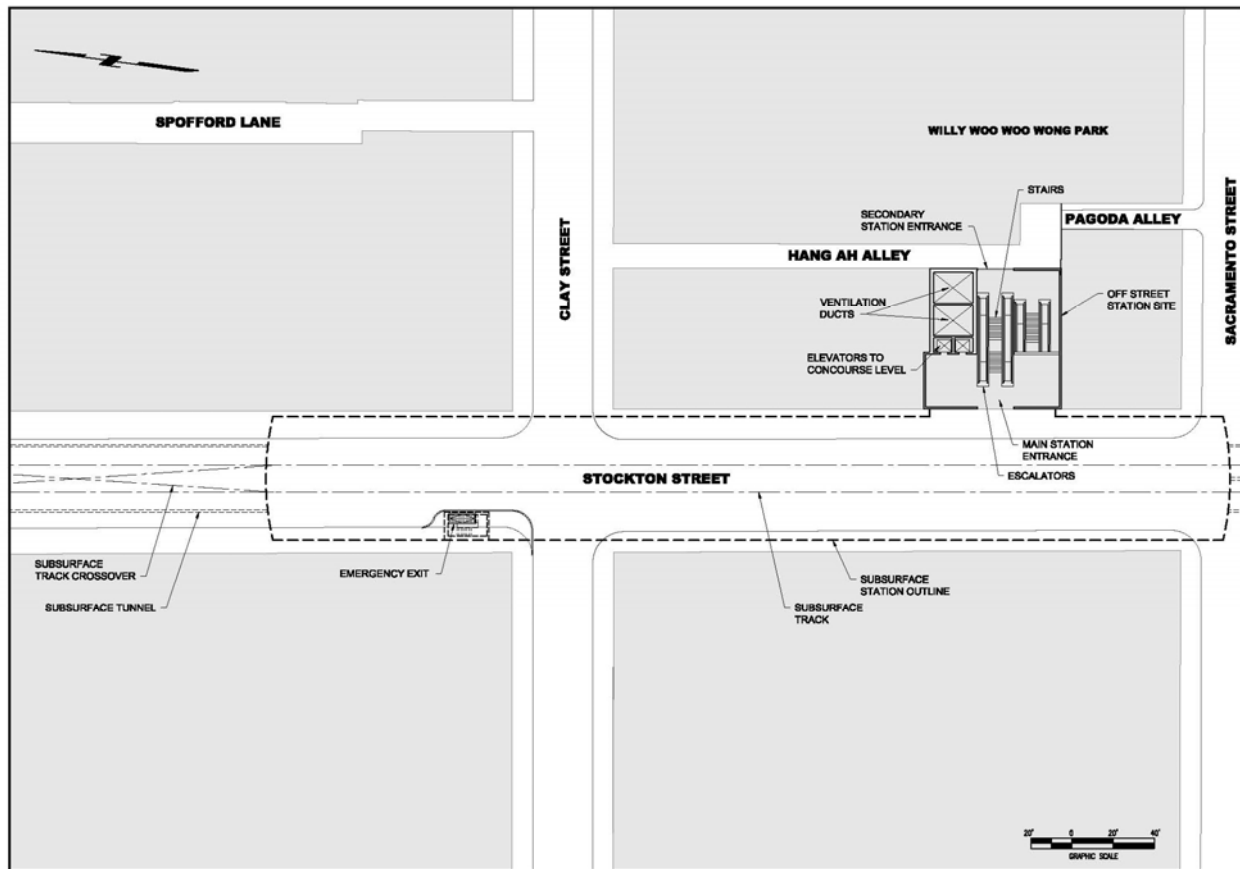 SPOFFORD LANE
WILLY WOO WOO WONG PARK
STAIRS
SECONDARY
STATION ENTRANCE
PAGODA ALLEY
HANG AH ALLEY
CLAY STREET
SACRAMENTO STREET
VENTILATION
DUCTS
OFF STREET
STATION SITE
ELEVATORS TO
CONCOURSE LEVEL
MAIN STATION
ENTRANCE
ESCALATORS
STOCKTON STREET
SUBSURFACE
TRACK CROSSOVER
EMERGENCY EXIT
SUBSURFACE TUNNEL
SUBSURFACE
STATION OUTLINE
SUBSURFACE
TRACK
20' 0 20' 40'
GRAPHIC SCALE